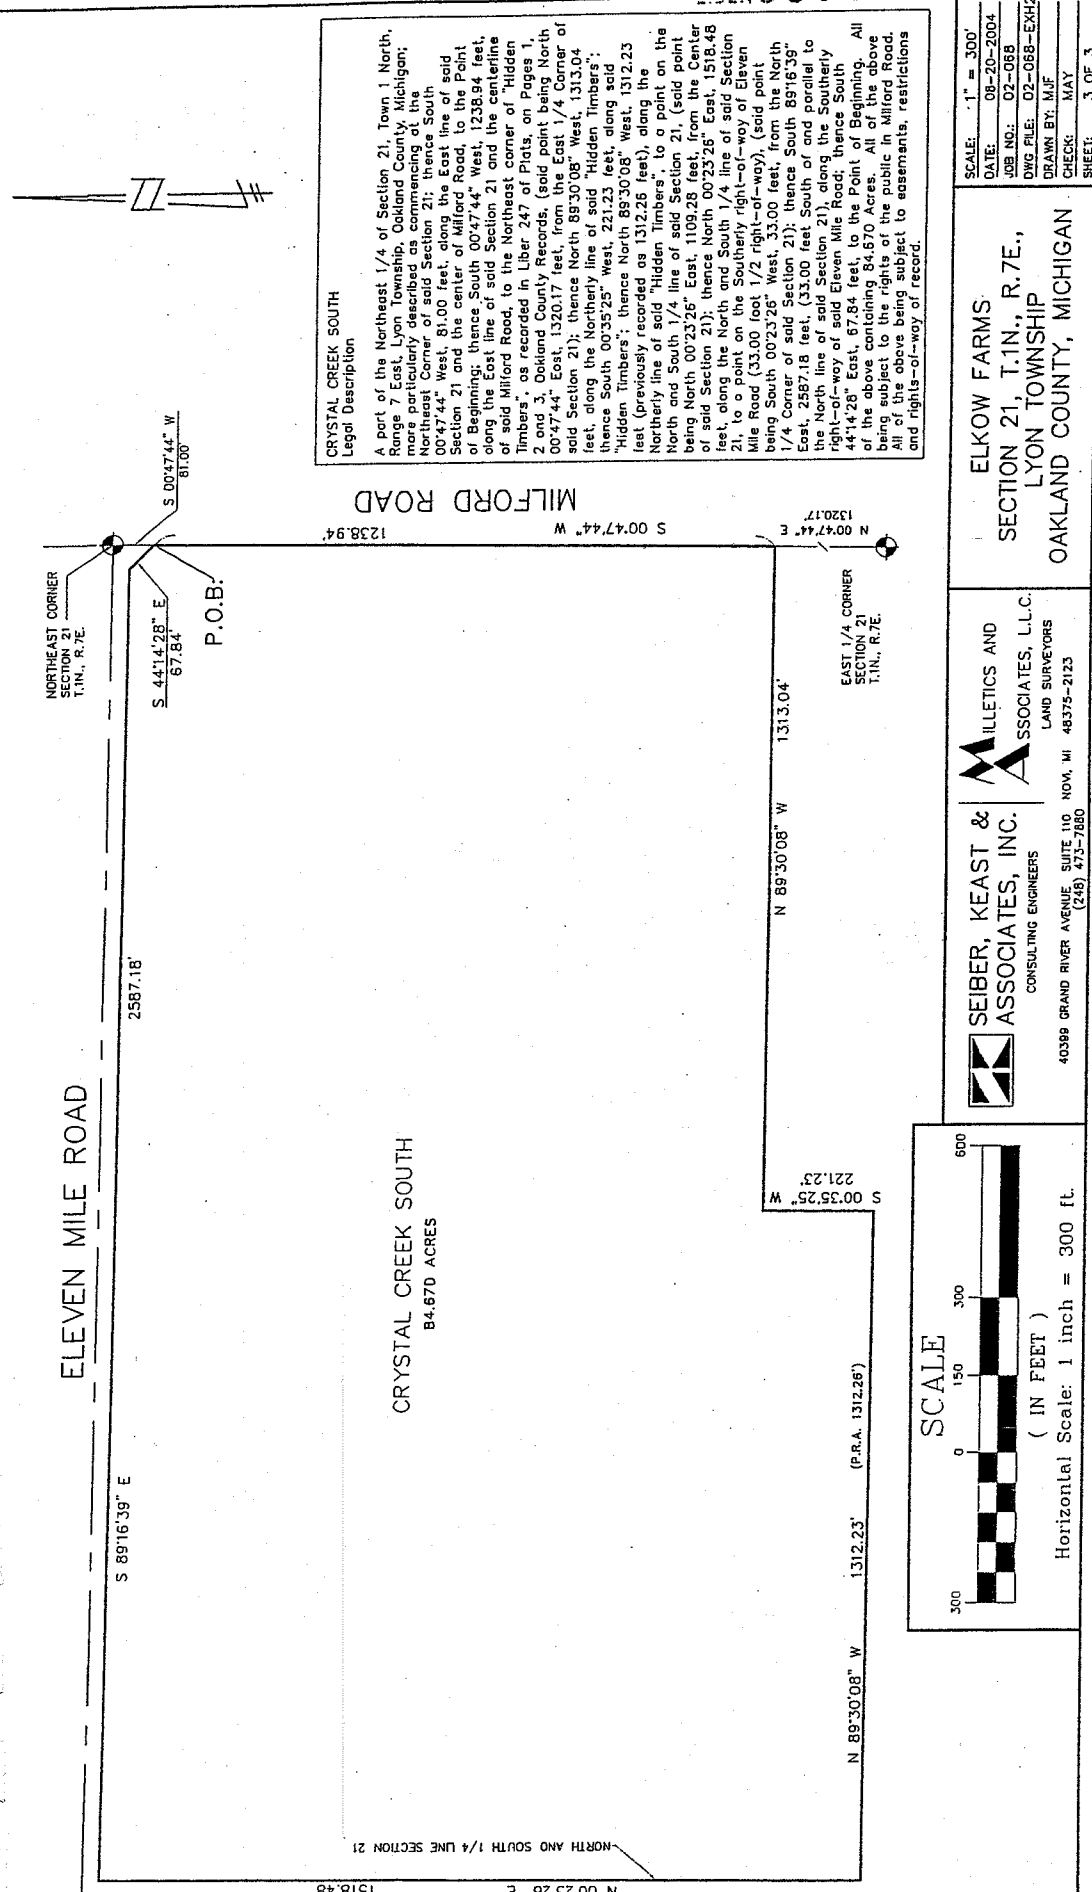 ELEVEN MILE ROAD
S 89°16'39" E
2587.18'
NORTHEAST CORNER
SECTION 21
T.1N., R.7E.
S 00°47'44" W
81.00'
S 44°14'28" E
67.84'
P.O.B.
MILFORD ROAD
1238.94'
S 00°47'44" W
N 00°47'44" E
1320.17'
EAST 1/4 CORNER
SECTION 21
T.1N., R.7E.
N 89°30'08" W
1313.04'
S 00°35'25" W
221.23'
CRYSTAL CREEK SOUTH
84.670 ACRES
N 89°30'08" W
1312.23'
(P.R.A. 1312.26')
NORTH AND SOUTH 1/4 LINE SECTION 21
N 00°23'26" E
1518.48'
CRYSTAL CREEK SOUTH
Legal Description
A part of the Northeast 1/4 of Section 21, Town 1 North,
Range 7 East, Lyon Township, Oakland County, Michigan;
more particularly described as commencing at the
Northeast Corner of said Section 21; thence South
00°47'44" West, 81.00 feet, along the East line of said
Section 21 and the center of Milford Road, to the Point
of Beginning; thence South 00°47'44" West, 1238.94 feet,
along the East line of said Section 21 and the centerline
of said Milford Road, to the Northeast corner of "Hidden
Timbers", as recorded in Liber 247 of Plats, on Pages 1,
2 and 3, Oakland County Records, (said point being North
00°47'44" East, 1320.17 feet, from the East 1/4 Corner of
said Section 21); thence North 89°30'08" West, 1313.04
feet, along the Northerly line of said "Hidden Timbers";
thence South 00°35'25" West, 221.23 feet, along said
"Hidden Timbers"; thence North 89°30'08" West, 1312.23
feet (previously recorded as 1312.26 feet), along the
Northerly line of said "Hidden Timbers", to a point on the
North and South 1/4 line of said Section 21, (said point
being North 00°23'26" East, 1109.28 feet, from the Center
of said Section 21); thence North 00°23'26" East, 1518.48
feet, along the North and South 1/4 line of said Section
21, to a point on the Southerly right-of-way of Eleven
Mile Road (33.00 foot 1/2 right-of-way), (said point
being South 00°23'26" West, 33.00 feet, from the North
1/4 Corner of said Section 21); thence South 89°16'39"
East, 2587.18 feet, (33.00 feet South of and parallel to
the North line of said Section 21), along the Southerly
right-of-way of said Eleven Mile Road; thence South
44°14'28" East, 67.84 feet, to the Point of Beginning. All
of the above containing 84.670 Acres. All of the above
being subject to the rights of the public in Milford Road.
All of the above being subject to easements, restrictions
and rights-of-way of record.
SCALE
300 0 150 300 600
( IN FEET )
Horizontal Scale: 1 inch = 300 ft.
SEIBER, KEAST &
ASSOCIATES, INC.
CONSULTING ENGINEERS
MILLETICS AND
ASSOCIATES, L.L.C.
LAND SURVEYORS
40399 GRAND RIVER AVENUE, SUITE 110 NOVI, MI 48375-2123
(248) 473-7880
ELKOW FARMS
SECTION 21, T.1N., R.7E.,
LYON TOWNSHIP
OAKLAND COUNTY, MICHIGAN
SCALE: 1" = 300'
DATE: 08-20-2004
JOB NO.: 02-068
DWG FILE: 02-068-EXH2
DRAWN BY: MJF
CHECK: MAY
SHEET: 3 OF 3